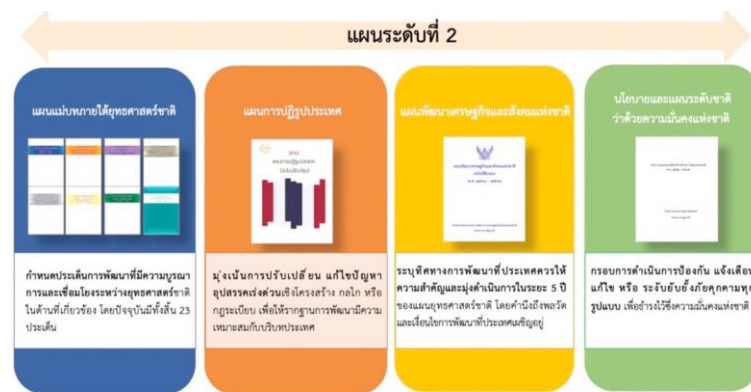 แผนระดับที่ 2
แผนแม่บทภายใต้ยุทธศาสตร์ชาติ
กำหนดประเด็นการพัฒนาที่มีความบูรณา
การและเชื่อมโยงระหว่างยุทธศาสตร์ชาติ
ในด้านที่เกี่ยวข้อง โดยปัจจุบันมีทั้งสิ้น 23
ประเด็น
แผนการปฏิรูปประเทศ
(ฉบับปรับปรุง)
มุ่งเน้นการปรับเปลี่ยน แก้ไขปัญหา
อุปสรรคเร่งด่วนเชิงโครงสร้าง กลไก หรือ
กฎระเบียบ เพื่อให้รากฐานการพัฒนามีความ
เหมาะสมกับบริบทประเทศ
แผนพัฒนาเศรษฐกิจและสังคมแห่งชาติ
ระบุทิศทางการพัฒนาที่ประเทศควรให้
ความสำคัญและมุ่งดำเนินการในระยะ 5 ปี
ของแผนยุทธศาสตร์ชาติ โดยคำนึงถึงพลวัต
และเงื่อนไขการพัฒนาที่ประเทศเผชิญอยู่
นโยบายและแผนระดับชาติ
ว่าด้วยความมั่นคงแห่งชาติ
กรอบการดำเนินการป้องกัน แจ้งเตือน
แก้ไข หรือ ระงับยับยั้งภัยคุกคามทุก
รูปแบบ เพื่อธำรงไว้ซึ่งความมั่นคงแห่งชาติ